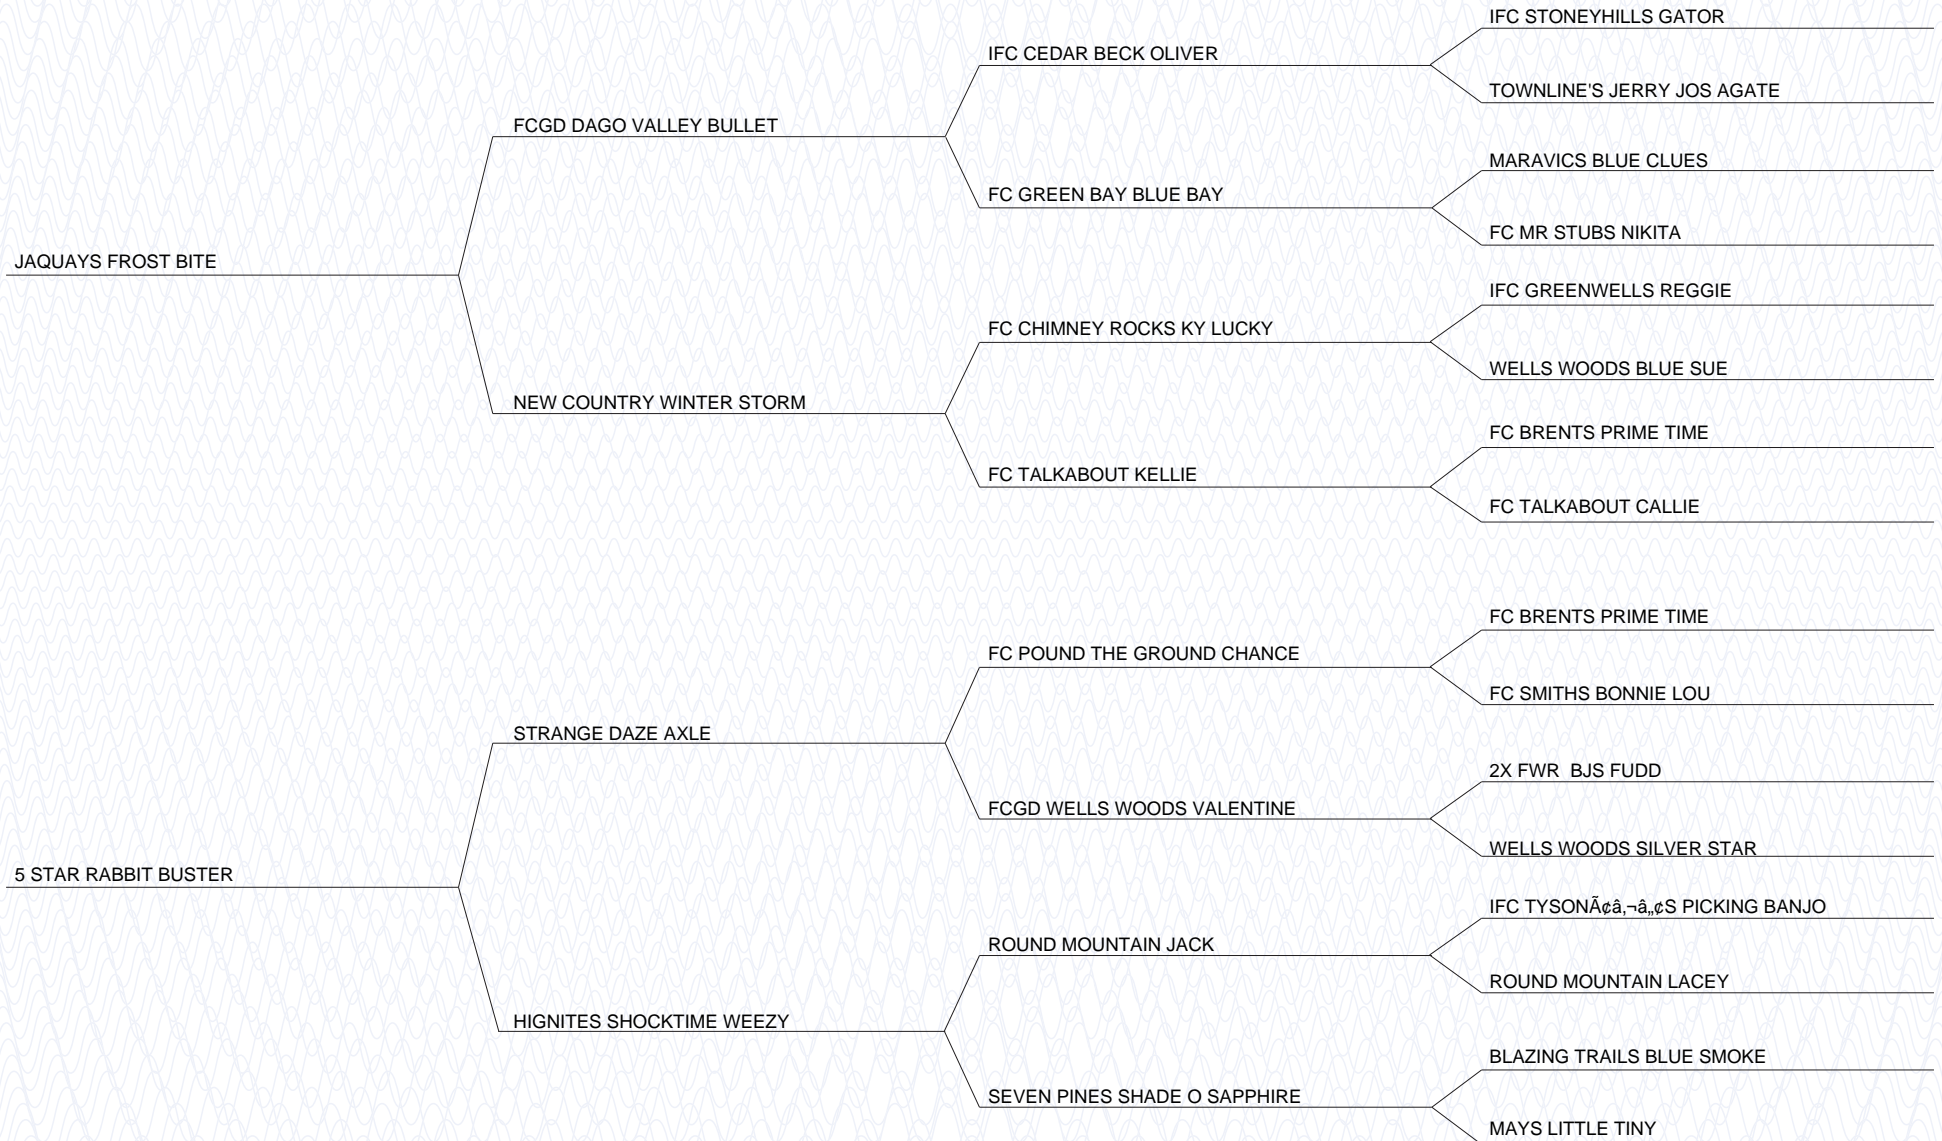 IFC STONEYHILLS GATOR
IFC CEDAR BECK OLIVER
TOWNLINE'S JERRY JOS AGATE
FCGD DAGO VALLEY BULLET
MARAVICS BLUE CLUES
FC GREEN BAY BLUE BAY
FC MR STUBS NIKITA
JAQUAYS FROST BITE
IFC GREENWELLS REGGIE
FC CHIMNEY ROCKS KY LUCKY
WELLS WOODS BLUE SUE
NEW COUNTRY WINTER STORM
FC BRENTS PRIME TIME
FC TALKABOUT KELLIE
FC TALKABOUT CALLIE
FC BRENTS PRIME TIME
FC POUND THE GROUND CHANCE
FC SMITHS BONNIE LOU
STRANGE DAZE AXLE
2X FWR  BJS FUDD
FCGD WELLS WOODS VALENTINE
WELLS WOODS SILVER STAR
5 STAR RABBIT BUSTER
IFC TYSONÃ¢â‚¬â„¢S PICKING BANJO
ROUND MOUNTAIN JACK
ROUND MOUNTAIN LACEY
HIGNITES SHOCKTIME WEEZY
BLAZING TRAILS BLUE SMOKE
SEVEN PINES SHADE O SAPPHIRE
MAYS LITTLE TINY